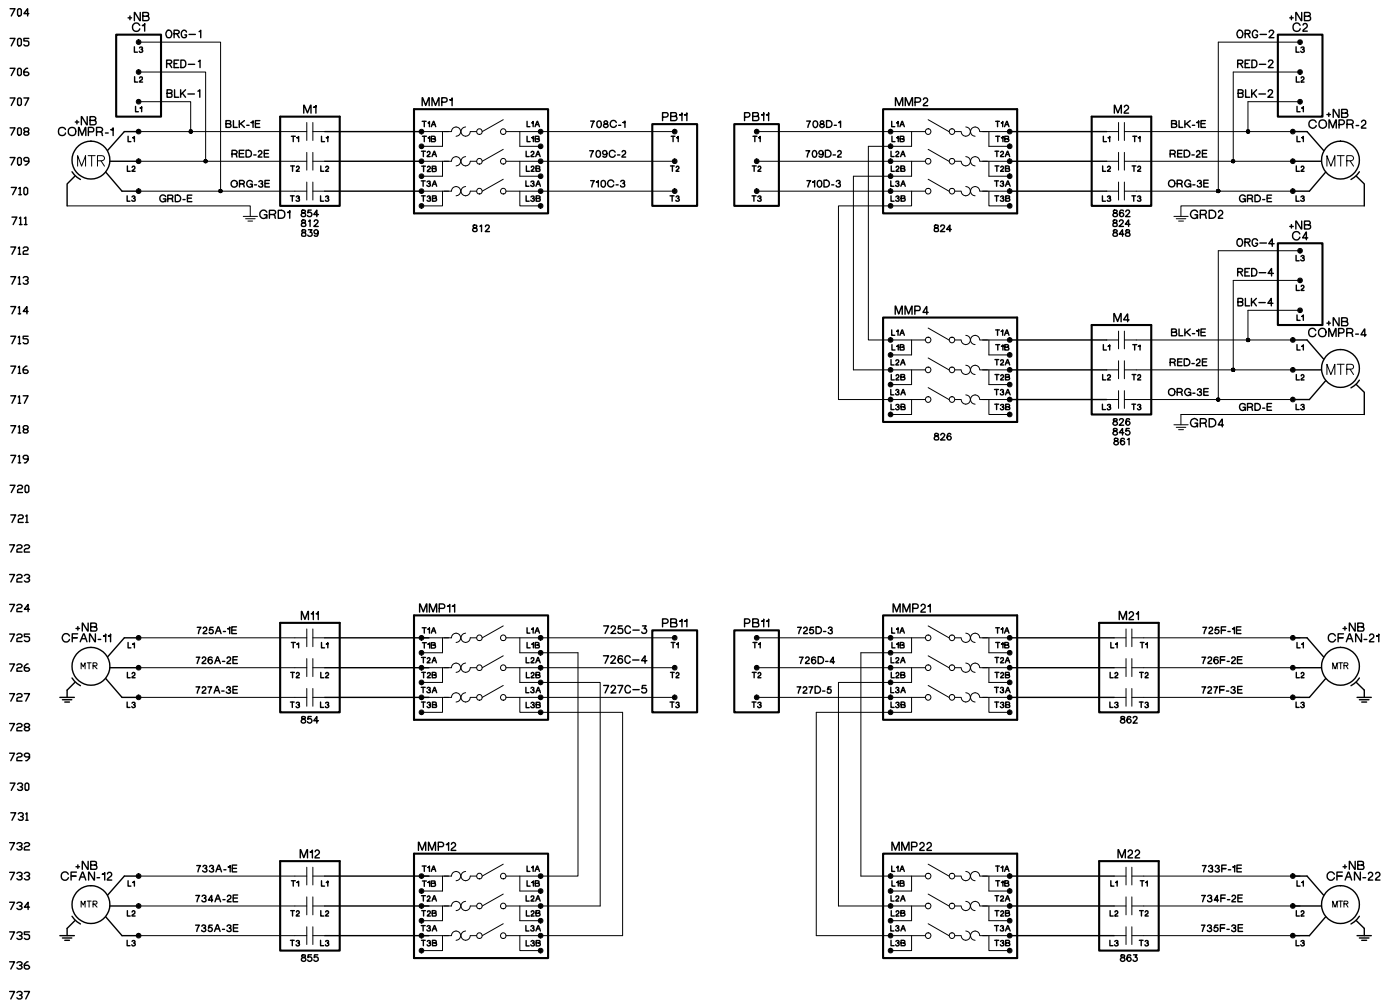 704
+NB
C1
+NB
C2
705
L3
ORG-1
ORG-2
L3
706
L2
RED-1
RED-2
L2
707
L1
BLK-1
BLK-2
L1
+NB
COMPR-1
M1
MMP1
PB11
PB11
MMP2
M2
+NB
COMPR-2
708
L1
BLK-1E
T1
L1
T1A
T1B
L1A
L1B
708C-1
T1
T1
708D-1
L1A
L1B
T1A
T1B
L1
T1
BLK-1E
L1
709
MTR
L2
RED-2E
T2
L2
T2A
T2B
L2A
L2B
709C-2
T2
T2
709D-2
L2A
L2B
T2A
T2B
L2
T2
RED-2E
L2
MTR
710
L3
GRD-E
ORG-3E
T3
L3
T3A
T3B
L3A
L3B
710C-3
T3
T3
710D-3
L3A
L3B
T3A
T3B
L3
T3
ORG-3E
GRD-E
L3
711
GRD1
854
812
839
812
824
862
824
848
GRD2
712
+NB
C4
ORG-4
L3
713
RED-4
L2
714
BLK-4
L1
MMP4
M4
+NB
COMPR-4
715
L1A
L1B
T1A
T1B
L1
T1
BLK-1E
L1
716
L2A
L2B
T2A
T2B
L2
T2
RED-2E
L2
MTR
717
L3A
L3B
T3A
T3B
L3
T3
ORG-3E
GRD-E
L3
718
826
826
845
861
GRD4
719
720
721
722
723
724
+NB
CFAN-11
M11
MMP11
PB11
PB11
MMP21
M21
+NB
CFAN-21
725
L1
725A-1E
T1
L1
T1A
T1B
L1A
L1B
725C-3
T1
T1
725D-3
L1A
L1B
T1A
T1B
L1
T1
725F-1E
L1
726
MTR
L2
726A-2E
T2
L2
T2A
T2B
L2A
L2B
726C-4
T2
T2
726D-4
L2A
L2B
T2A
T2B
L2
T2
726F-2E
L2
MTR
727
L3
727A-3E
T3
L3
T3A
T3B
L3A
L3B
727C-5
T3
T3
727D-5
L3A
L3B
T3A
T3B
L3
T3
727F-3E
L3
728
854
862
729
730
731
732
+NB
CFAN-12
M12
MMP12
MMP22
M22
+NB
CFAN-22
733
L1
733A-1E
T1
L1
T1A
T1B
L1A
L1B
L1A
L1B
T1A
T1B
L1
T1
733F-1E
L1
734
MTR
L2
734A-2E
T2
L2
T2A
T2B
L2A
L2B
L2A
L2B
T2A
T2B
L2
T2
734F-2E
L2
MTR
735
L3
735A-3E
T3
L3
T3A
T3B
L3A
L3B
L3A
L3B
T3A
T3B
L3
T3
735F-3E
L3
736
855
863
737